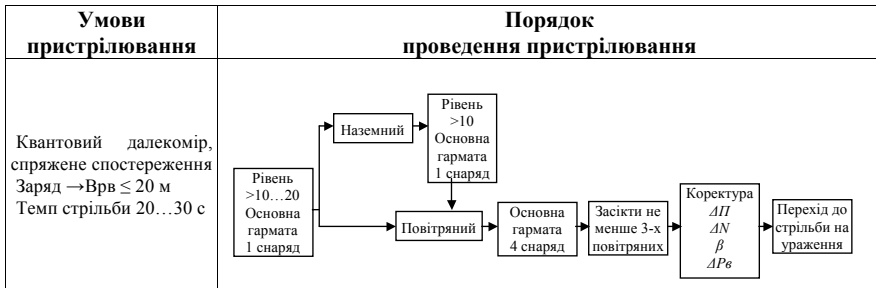 Умови
пристрілювання
Порядок
проведення пристрілювання
Квантовий далекомір,
спряжене спостереження
Заряд →Врв ≤ 20 м
Темп стрільби 20…30 с
Рівень
>10…20
Основна
гармата
1 снаряд
Наземний
Рівень
>10
Основна
гармата
1 снаряд
Повітряний
Основна
гармата
4 снаряд
Засікти не
менше 3-х
повітряних
Коректура
ΔП
ΔN
β
ΔРв
Перехід до
стрільби на
ураження